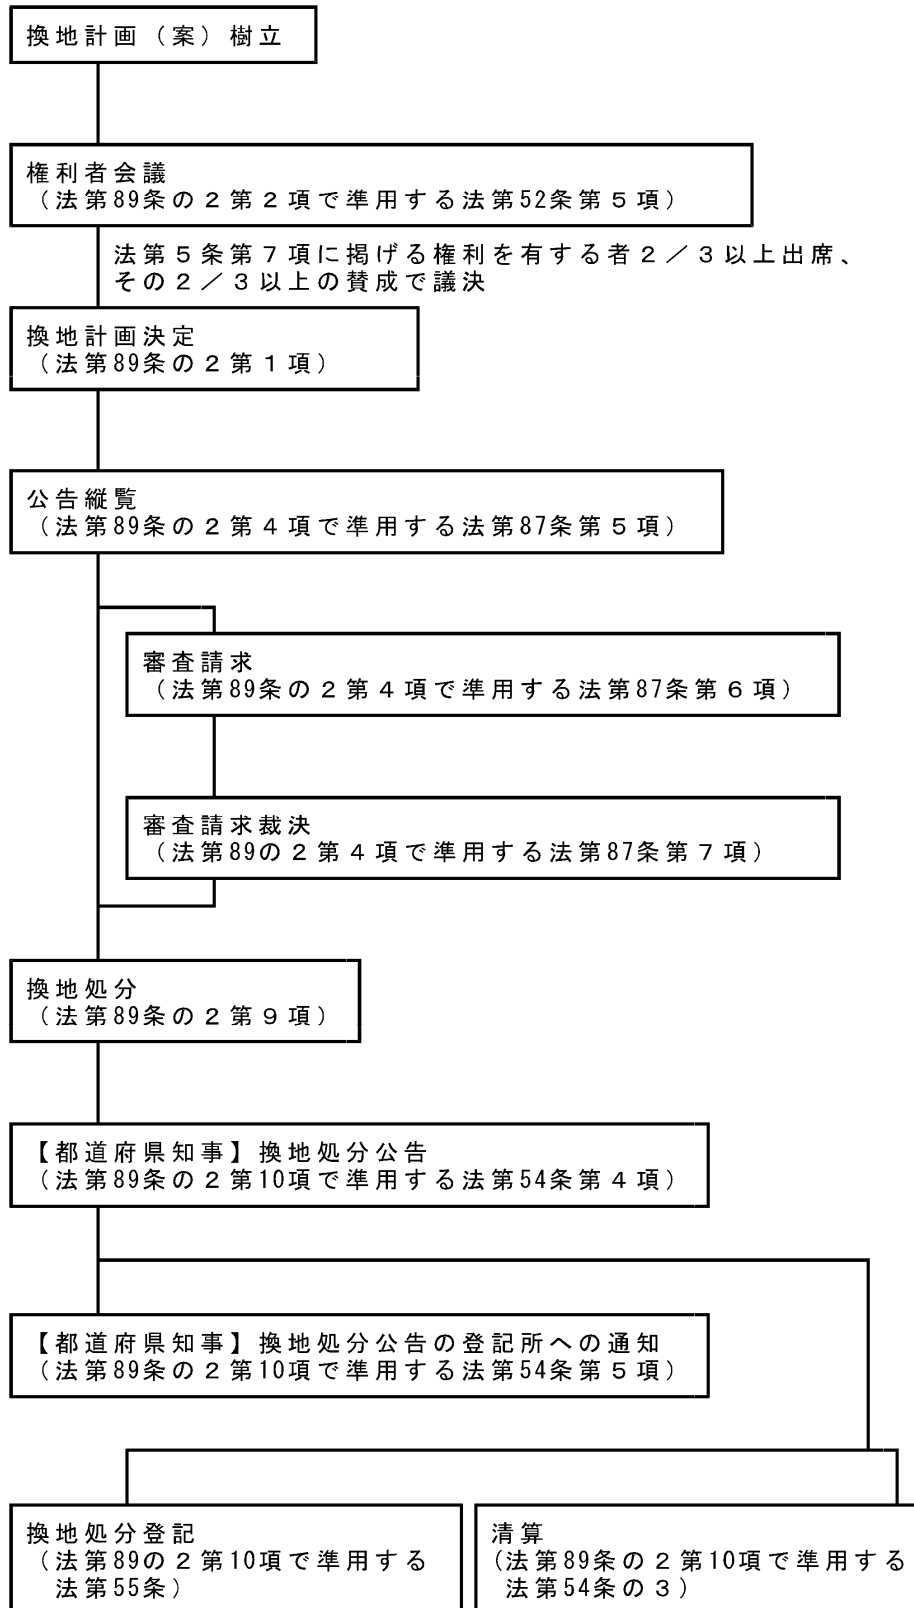 換地計画（案）樹立
権利者会議
（法第89条の２第２項で準用する法第52条第５項）
法第５条第７項に掲げる権利を有する者２／３以上出席、
その２／３以上の賛成で議決
換地計画決定
（法第89条の２第１項）
公告縦覧
（法第89条の２第４項で準用する法第87条第５項）
審査請求
（法第89条の２第４項で準用する法第87条第６項）
審査請求裁決
（法第89の２第４項で準用する法第87条第７項）
換地処分
（法第89条の２第９項）
【都道府県知事】換地処分公告
（法第89条の２第10項で準用する法第54条第４項）
【都道府県知事】換地処分公告の登記所への通知
（法第89条の２第10項で準用する法第54条第５項）
換地処分登記
（法第89の２第10項で準用する
法第55条）
清算
（法第89条の２第10項で準用する
法第54条の３）